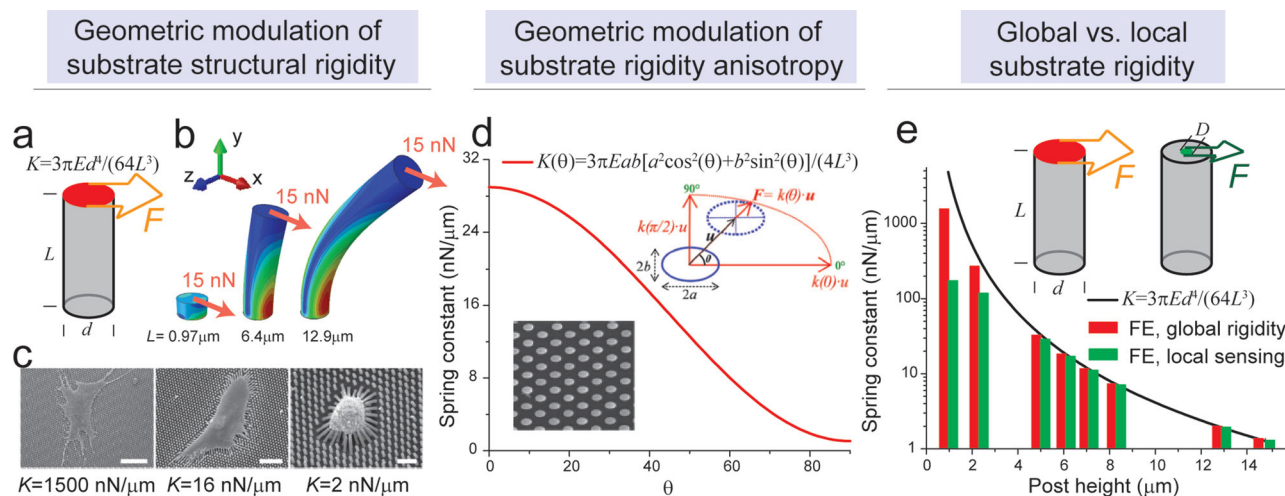 Geometric modulation of
substrate structural rigidity
Geometric modulation of
substrate rigidity anisotropy
Global vs. local
substrate rigidity
a
K=3πEd⁴/(64L³)
F
L
d
b
y
z
x
15 nN
15 nN
15 nN
L= 0.97μm
6.4μm
12.9μm
c
K=1500 nN/μm
K=16 nN/μm
K=2 nN/μm
d
K(θ)=3πEab[a²cos²(θ)+b²sin²(θ)]/(4L³)
Spring constant (nN/μm)
32
28
24
20
16
12
8
4
0
0
20
40
60
80
θ
90°
F= k(θ)·u
k(π/2)·u
u
θ
0°
2b
2a
k(0)·u
e
F
D
F
L
L
d
d
K=3πEd⁴/(64L³)
FE, global rigidity
FE, local sensing
Spring constant (nN/μm)
1000
100
10
1
0
2
4
6
8
10
12
14
Post height (μm)